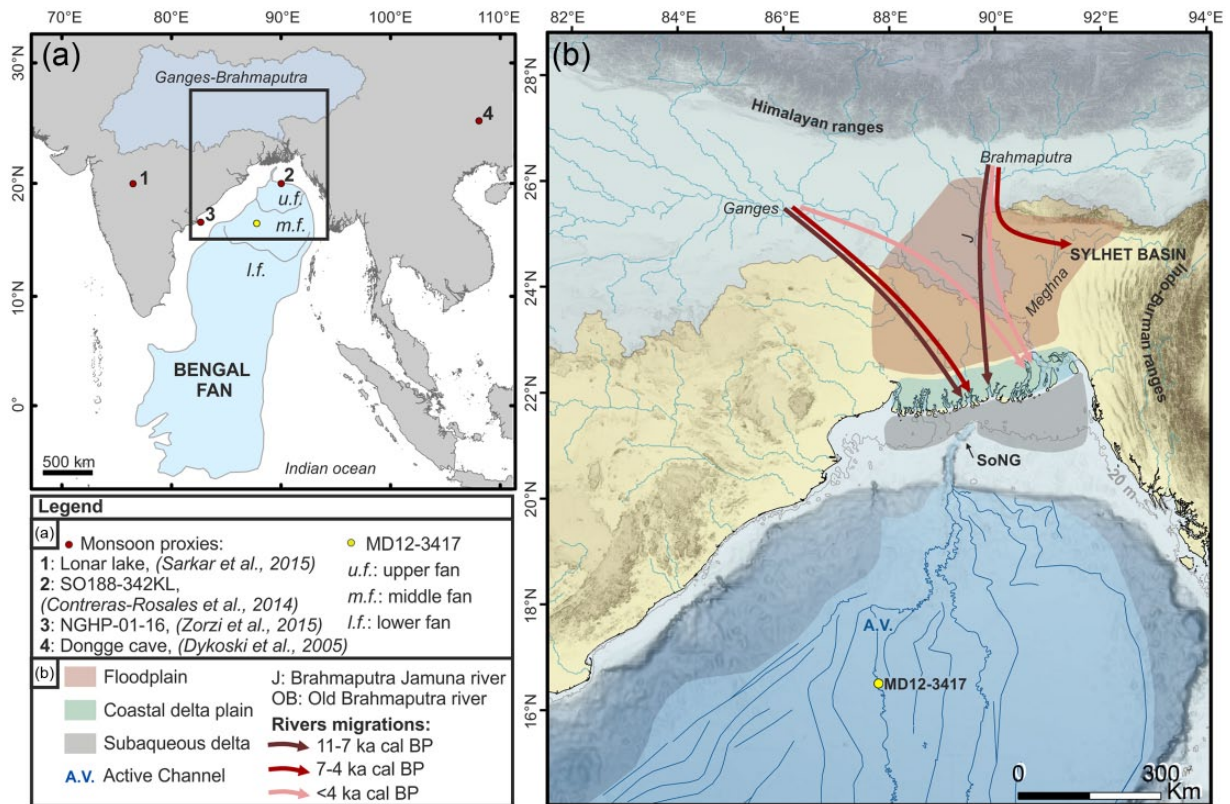 70°E 80°E 90°E 100°E 110°E
(a)
30°N
20°N
10°N
0°
Ganges-Brahmaputra
4
1
2
u.f.
3
m.f.
l.f.
BENGAL
FAN
500 km
Indian ocean
Legend
(a)
Monsoon proxies:
1: Lonar lake, (Sarkar et al., 2015)
2: SO188-342KL,
(Contreras-Rosales et al., 2014)
3: NGHP-01-16, (Zorzi et al., 2015)
4: Dongge cave, (Dykoski et al., 2005)
MD12-3417
u.f.: upper fan
m.f.: middle fan
l.f.: lower fan
(b)
Floodplain
Coastal delta plain
Subaqueous delta
A.V. Active Channel
J: Brahmaputra Jamuna river
OB: Old Brahmaputra river
Rivers migrations:
11-7 ka cal BP
7-4 ka cal BP
<4 ka cal BP
82°E 84°E 86°E 88°E 90°E 92°E 94°E
(b)
28°N
26°N
24°N
22°N
20°N
18°N
16°N
Himalayan ranges
Brahmaputra
Ganges
J
SYLHET BASIN
Meghna
Indo-Burman ranges
SoNG
-20 m
A.V.
MD12-3417
0 300
Km